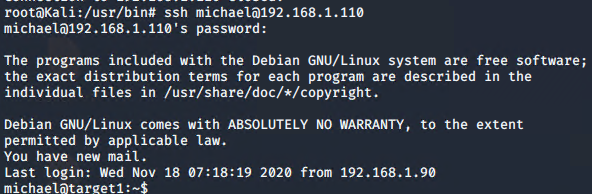 root@Kali:/usr/bin# ssh michael@192.168.1.110
michael@192.168.1.110's password:

The programs included with the Debian GNU/Linux system are free software;
the exact distribution terms for each program are described in the
individual files in /usr/share/doc/*/copyright.

Debian GNU/Linux comes with ABSOLUTELY NO WARRANTY, to the extent
permitted by applicable law.
You have new mail.
Last login: Wed Nov 18 07:18:19 2020 from 192.168.1.90
michael@target1:~$